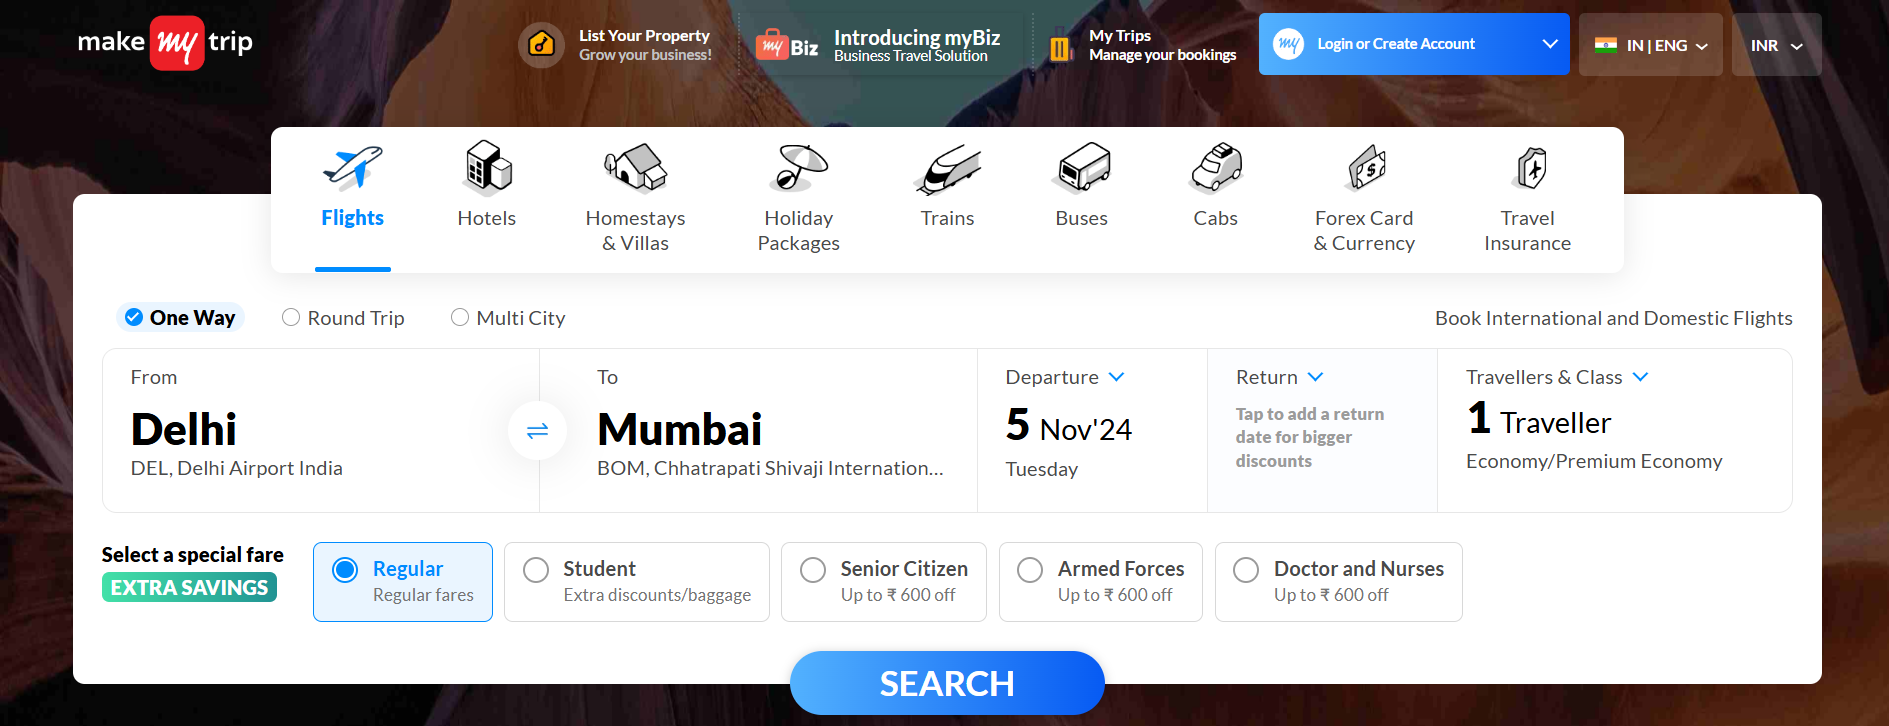 make my trip
List Your Property
Grow your business!
my Biz
Introducing myBiz
Business Travel Solution
My Trips
Manage your bookings
my
Login or Create Account
IN | ENG
INR
Flights
Hotels
Homestays
& Villas
Holiday
Packages
Trains
Buses
Cabs
$
Forex Card
& Currency
Travel
Insurance
One Way
Round Trip
Multi City
Book International and Domestic Flights
From
Delhi
DEL, Delhi Airport India
To
Mumbai
BOM, Chhatrapati Shivaji Internation...
Departure
5 Nov'24
Tuesday
Return
Tap to add a return
date for bigger
discounts
Travellers & Class
1 Traveller
Economy/Premium Economy
Select a special fare
EXTRA SAVINGS
Regular
Regular fares
Student
Extra discounts/baggage
Senior Citizen
Up to ₹ 600 off
Armed Forces
Up to ₹ 600 off
Doctor and Nurses
Up to ₹ 600 off
SEARCH